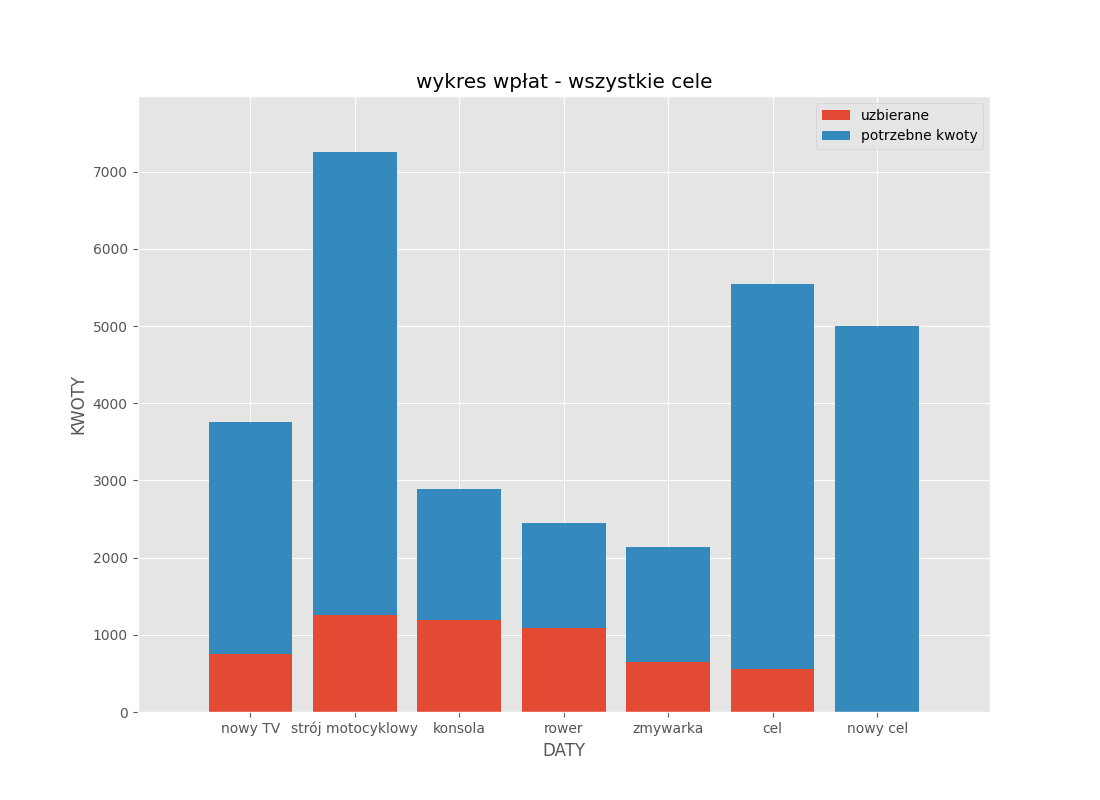 wykres wpłat - wszystkie cele
uzbierane
potrzebne kwoty
7000
6000
5000
4000
3000
2000
1000
0
KWOTY
nowy TV strój motocyklowy konsola rower zmywarka cel nowy cel
DATY